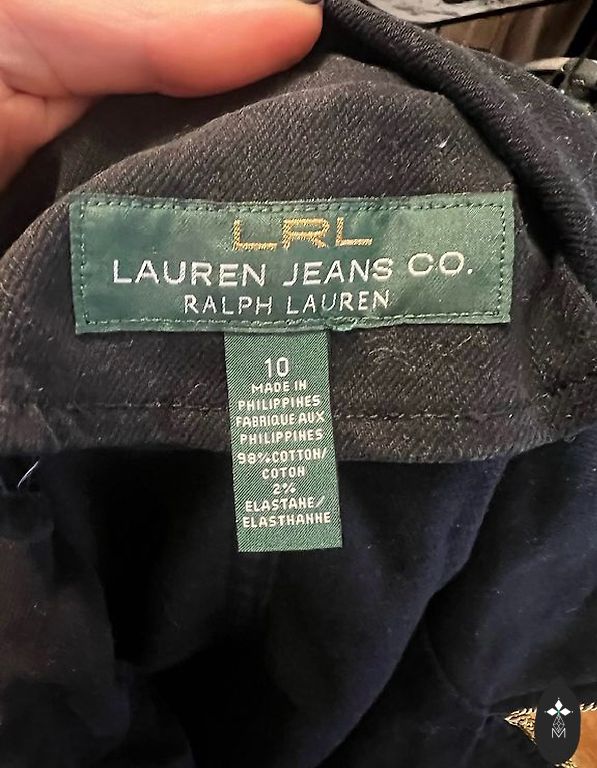 LRL
LAUREN JEANS CO.
RALPH LAUREN
10
MADE IN
PHILIPPINES
FABRIQUE AUX
PHILIPPINES
98%COTTON/
COTON
2%
ELASTANE/
ELASTHANNE
M